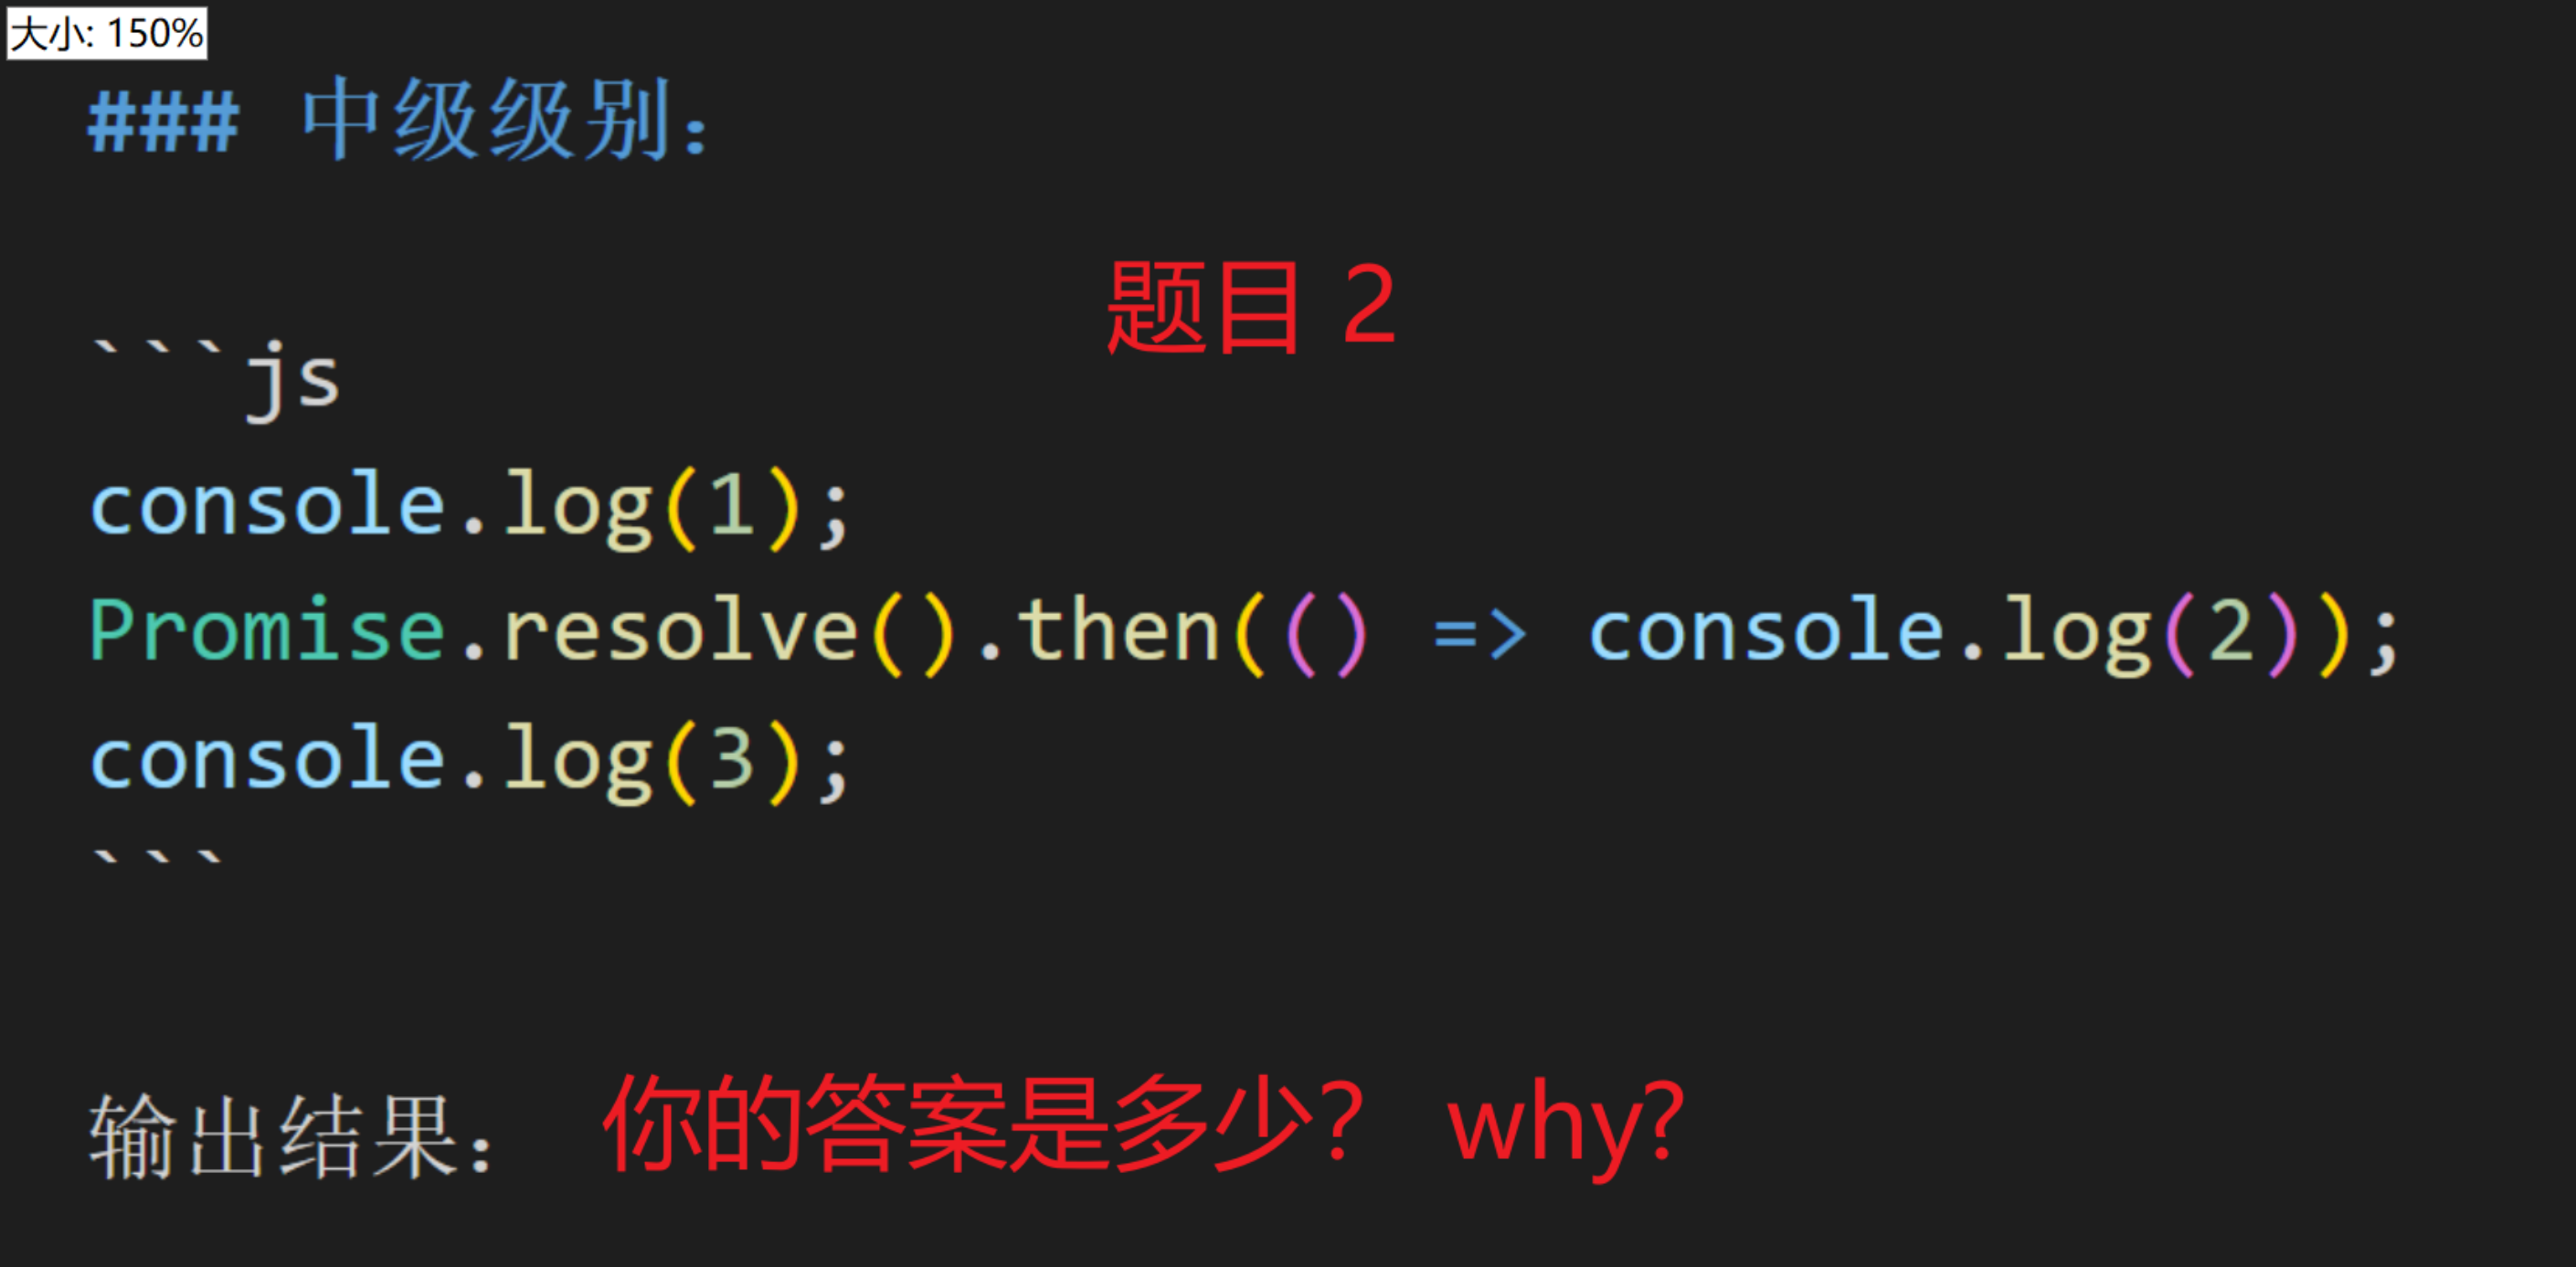 大小: 150%
### 中级级别：
题目 2
```js
console.log(1);
Promise.resolve().then(() => console.log(2));
console.log(3);
```
输出结果： 你的答案是多少？ why?